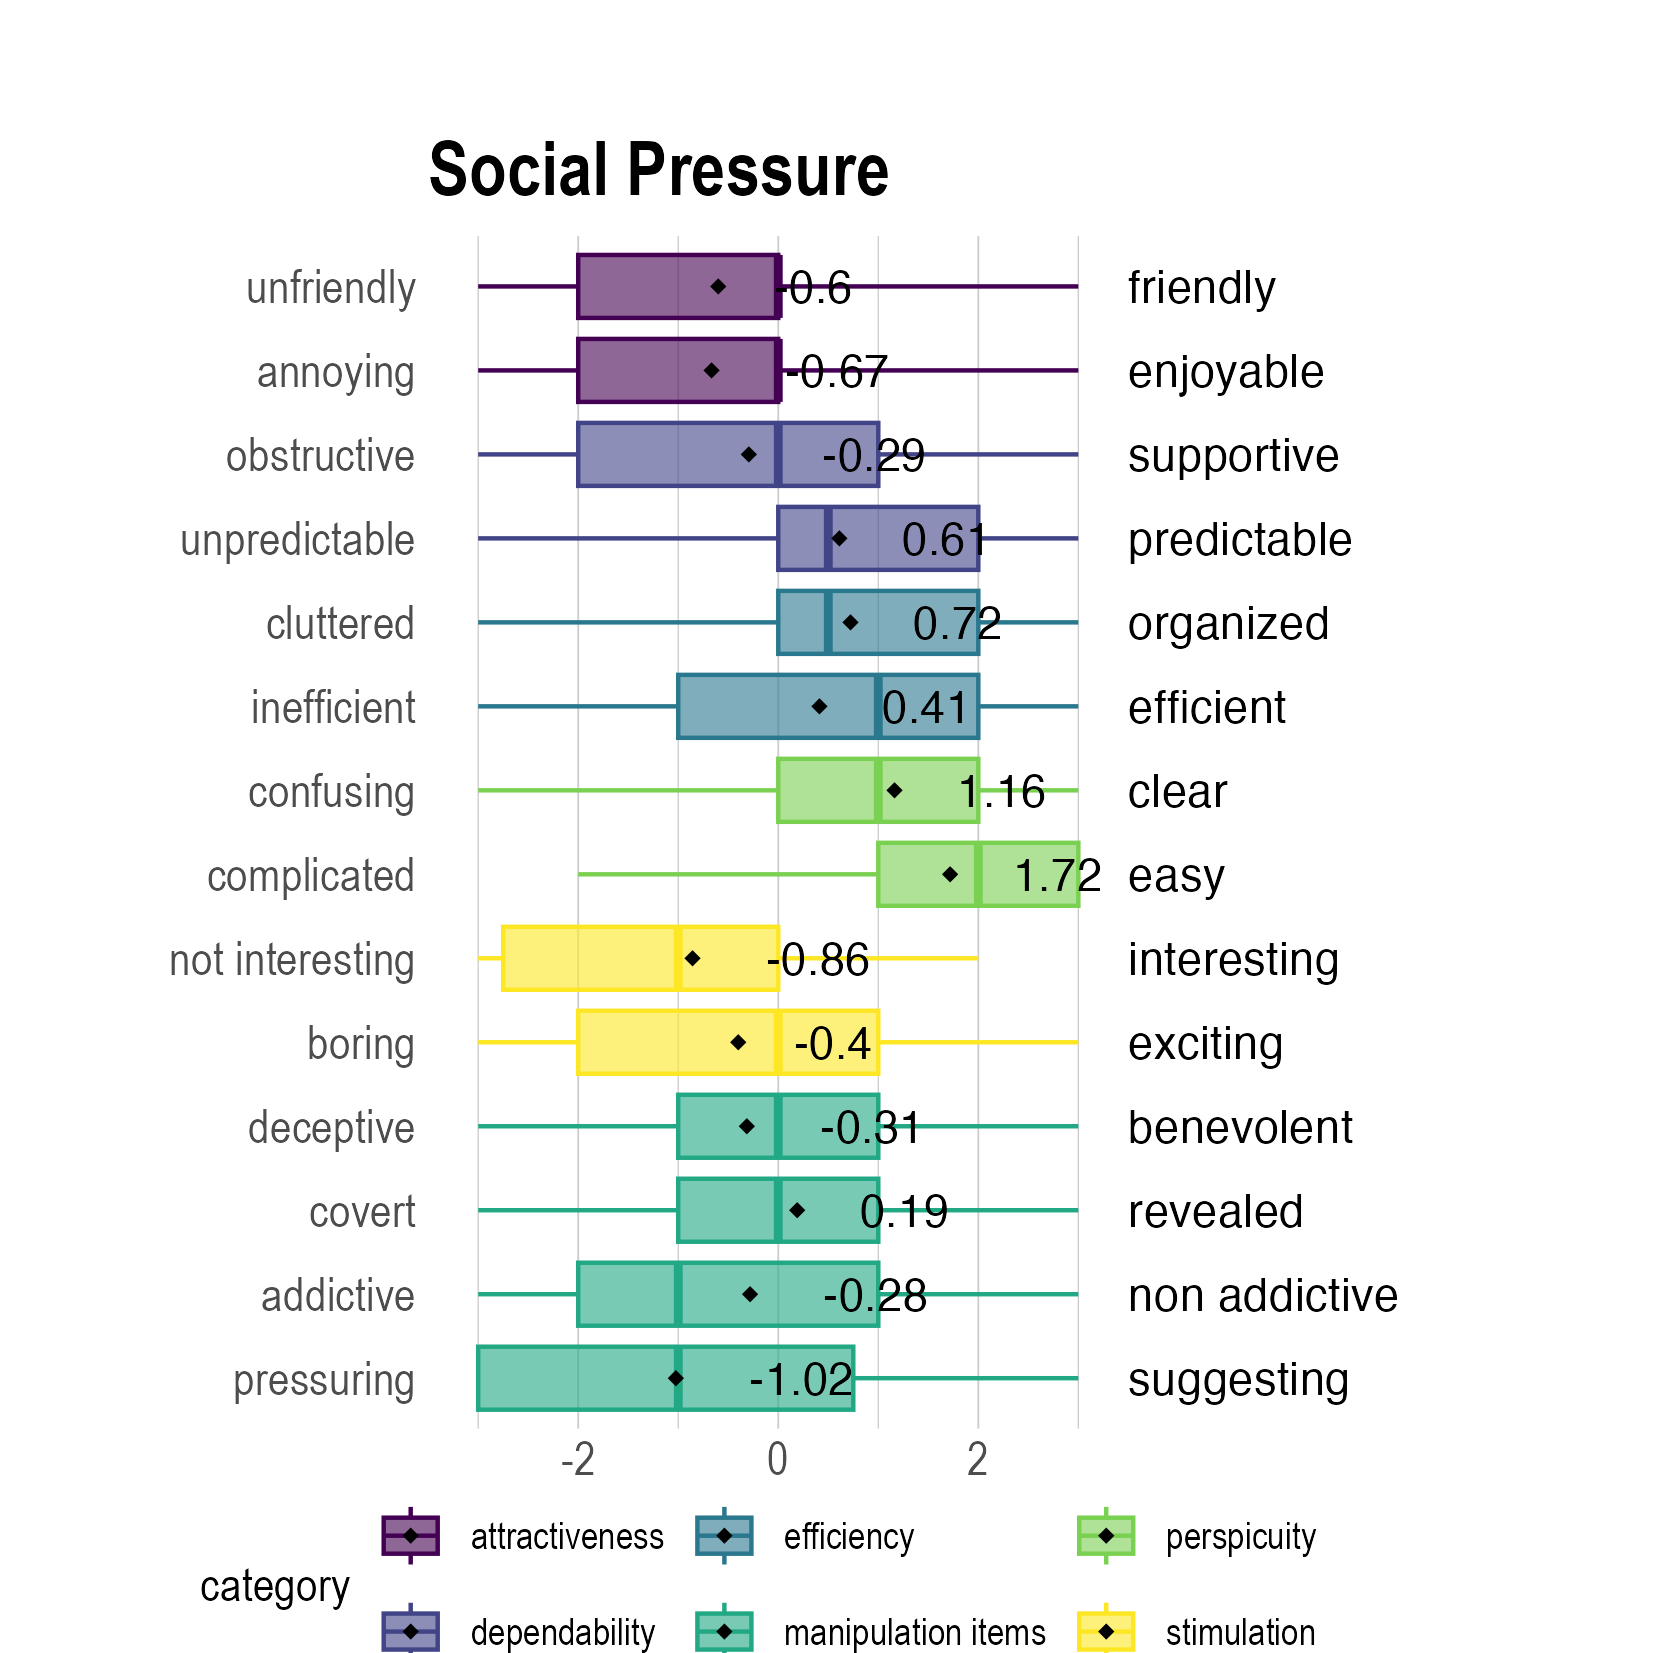 Social Pressure
unfriendly -0.6 friendly
annoying -0.67 enjoyable
obstructive -0.29 supportive
unpredictable 0.61 predictable
cluttered 0.72 organized
inefficient 0.41 efficient
confusing 1.16 clear
complicated 1.72 easy
not interesting -0.86 interesting
boring -0.4 exciting
deceptive -0.31 benevolent
covert 0.19 revealed
addictive -0.28 non addictive
pressuring -1.02 suggesting
-2 0 2
category
attractiveness efficiency perspicuity
dependability manipulation items stimulation